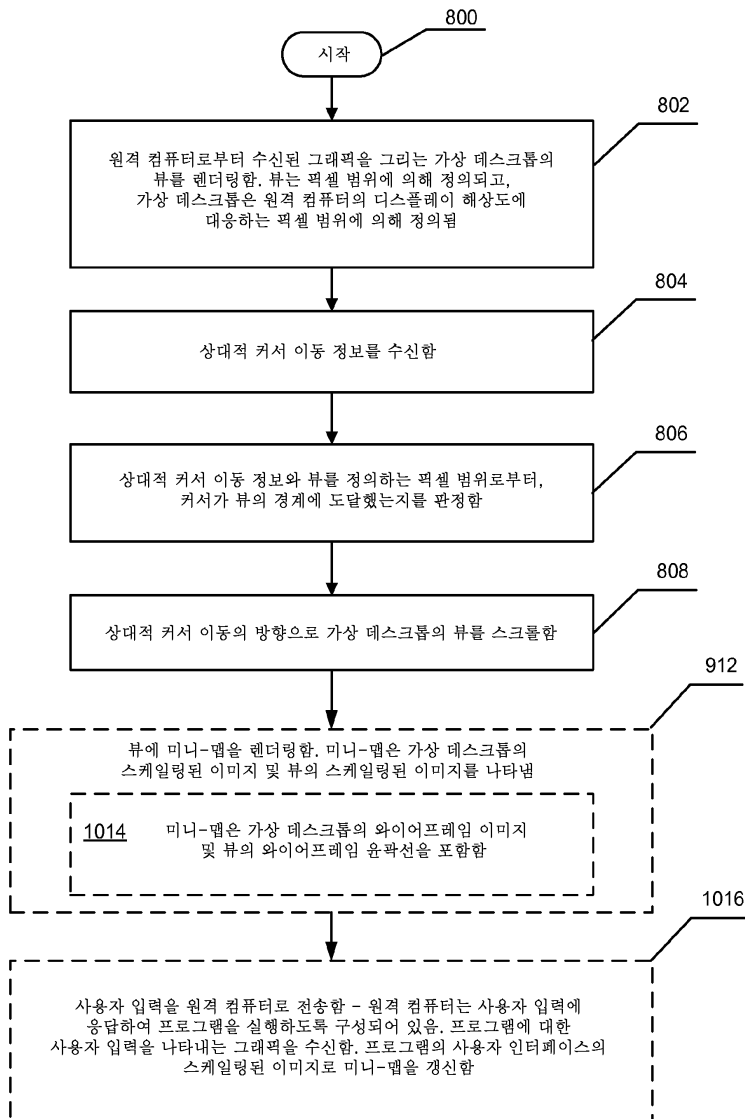 800
시작
802
원격 컴퓨터로부터 수신된 그래픽을 그리는 가상 데스크톱의
뷰를 렌더링함. 뷰는 픽셀 범위에 의해 정의되고,
가상 데스크톱은 원격 컴퓨터의 디스플레이 해상도에
대응하는 픽셀 범위에 의해 정의됨
804
상대적 커서 이동 정보를 수신함
806
상대적 커서 이동 정보와 뷰를 정의하는 픽셀 범위로부터,
커서가 뷰의 경계에 도달했는지를 판정함
808
상대적 커서 이동의 방향으로 가상 데스크톱의 뷰를 스크롤함
912
뷰에 미니-맵을 렌더링함. 미니-맵은 가상 데스크톱의
스케일링된 이미지 및 뷰의 스케일링된 이미지를 나타냄
1014 미니-맵은 가상 데스크톱의 와이어프레임 이미지
및 뷰의 와이어프레임 윤곽선을 포함함
1016
사용자 입력을 원격 컴퓨터로 전송함 - 원격 컴퓨터는 사용자 입력에
응답하여 프로그램을 실행하도록 구성되어 있음. 프로그램에 대한
사용자 입력을 나타내는 그래픽을 수신함. 프로그램의 사용자 인터페이스의
스케일링된 이미지로 미니-맵을 갱신함